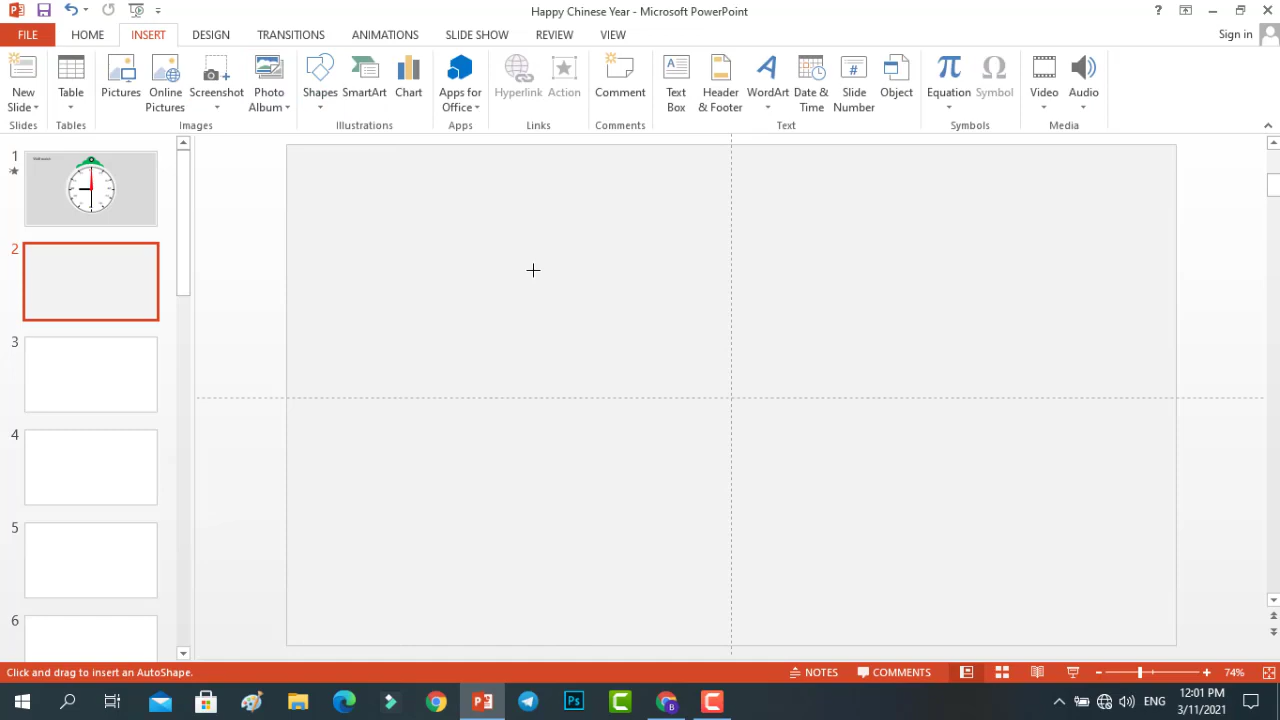 Happy Chinese Year - Microsoft PowerPoint
Sign in
FILE HOME INSERT DESIGN TRANSITIONS ANIMATIONS SLIDE SHOW REVIEW VIEW
New Slide
Table
Pictures
Online Pictures
Screenshot
Photo Album
Shapes
SmartArt
Chart
Apps for Office
Hyperlink
Action
Comment
Text Box
Header & Footer
WordArt
Date & Time
Slide Number
Object
Equation
Symbol
Video
Audio
Slides Tables Images Illustrations Apps Links Comments Text Symbols Media
1
2
3
4
5
6
Click and drag to insert an AutoShape.
NOTES COMMENTS 74%
Ps
ENG
12:01 PM
3/11/2021